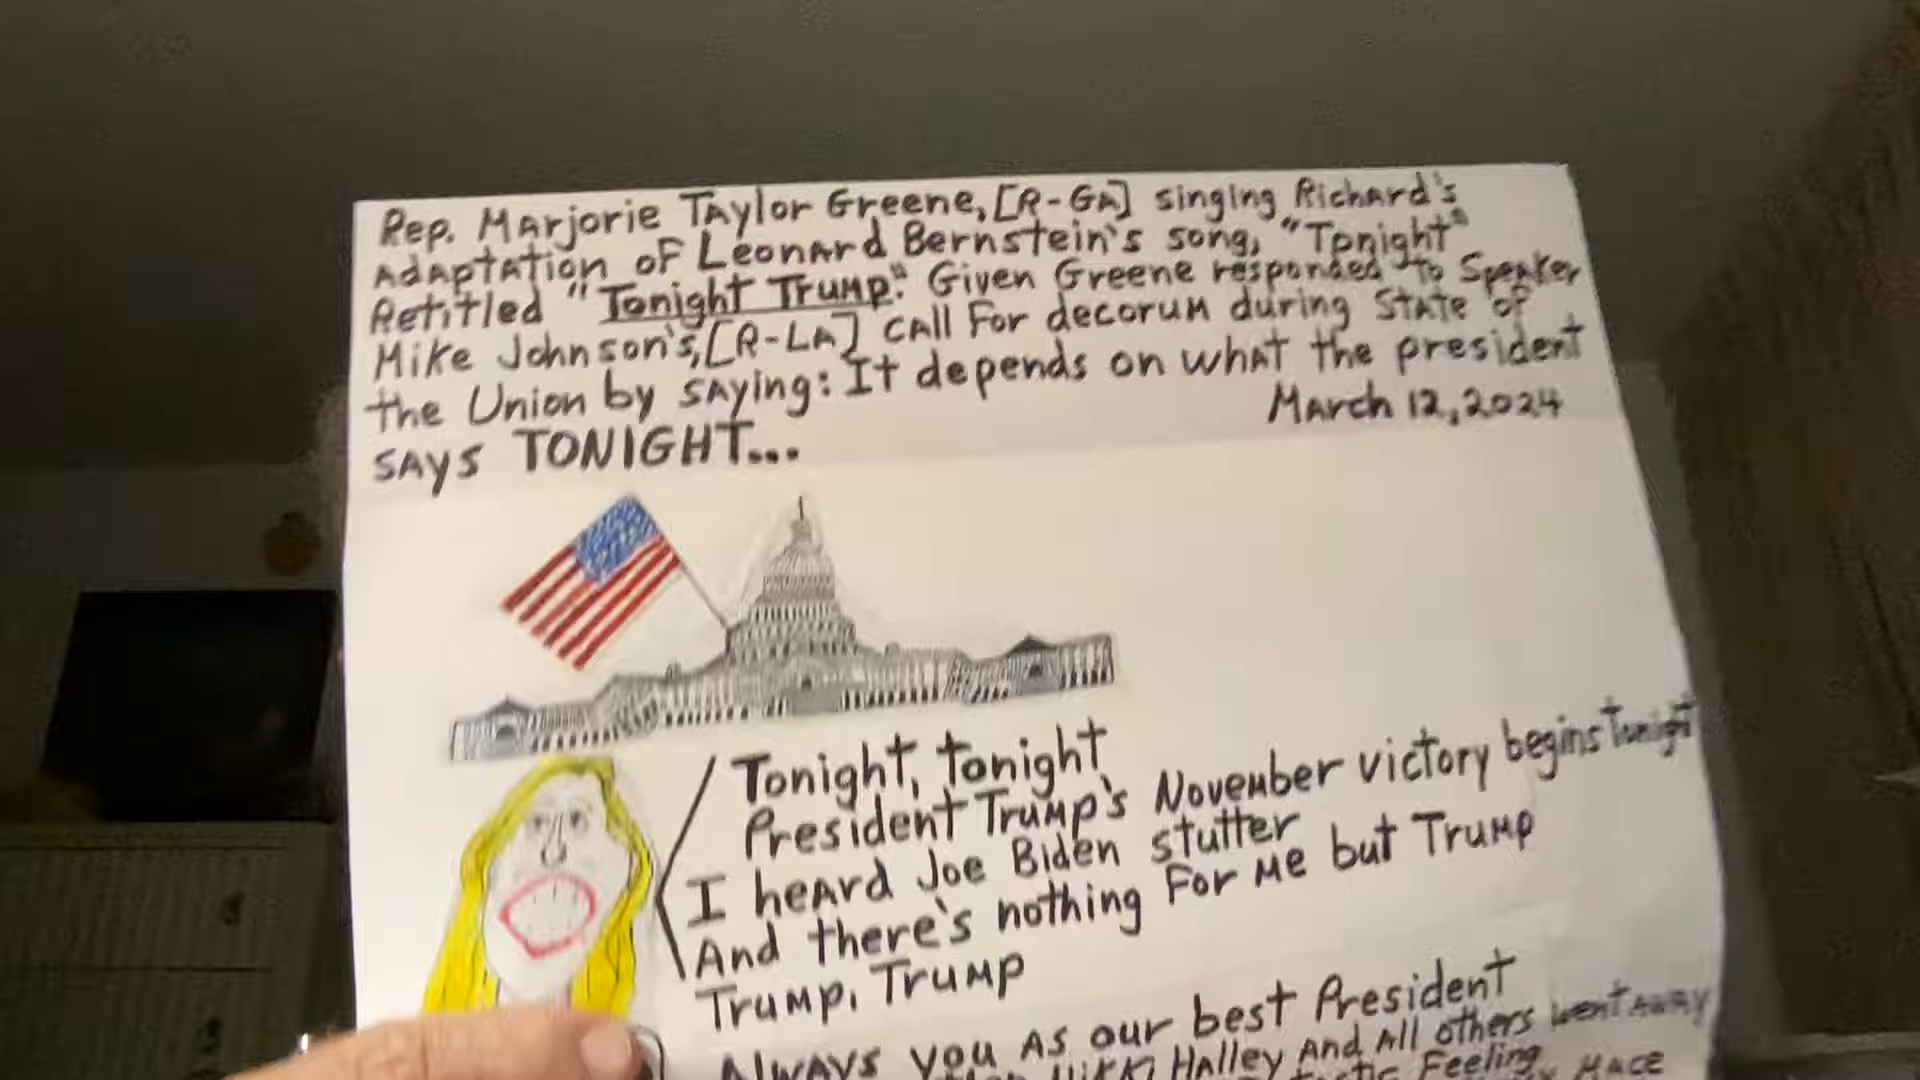 Rep. Marjorie Taylor Greene, [R-GA] singing Richard's
Adaptation of Leonard Bernstein's song, "Tonight"
Retitled "Tonight Trump." Given Greene responded to Speaker
Mike Johnson's, [R-LA] call for decorum during State of
the Union by saying: It depends on what the president
says TONIGHT...
March 12, 2024
Tonight, tonight
President Trump's November victory begins tonight
I heard Joe Biden stutter
And there's nothing for me but Trump
Trump, Trump
Always you as our best President
Nikki Halley and all others went away
Feeling
Mace